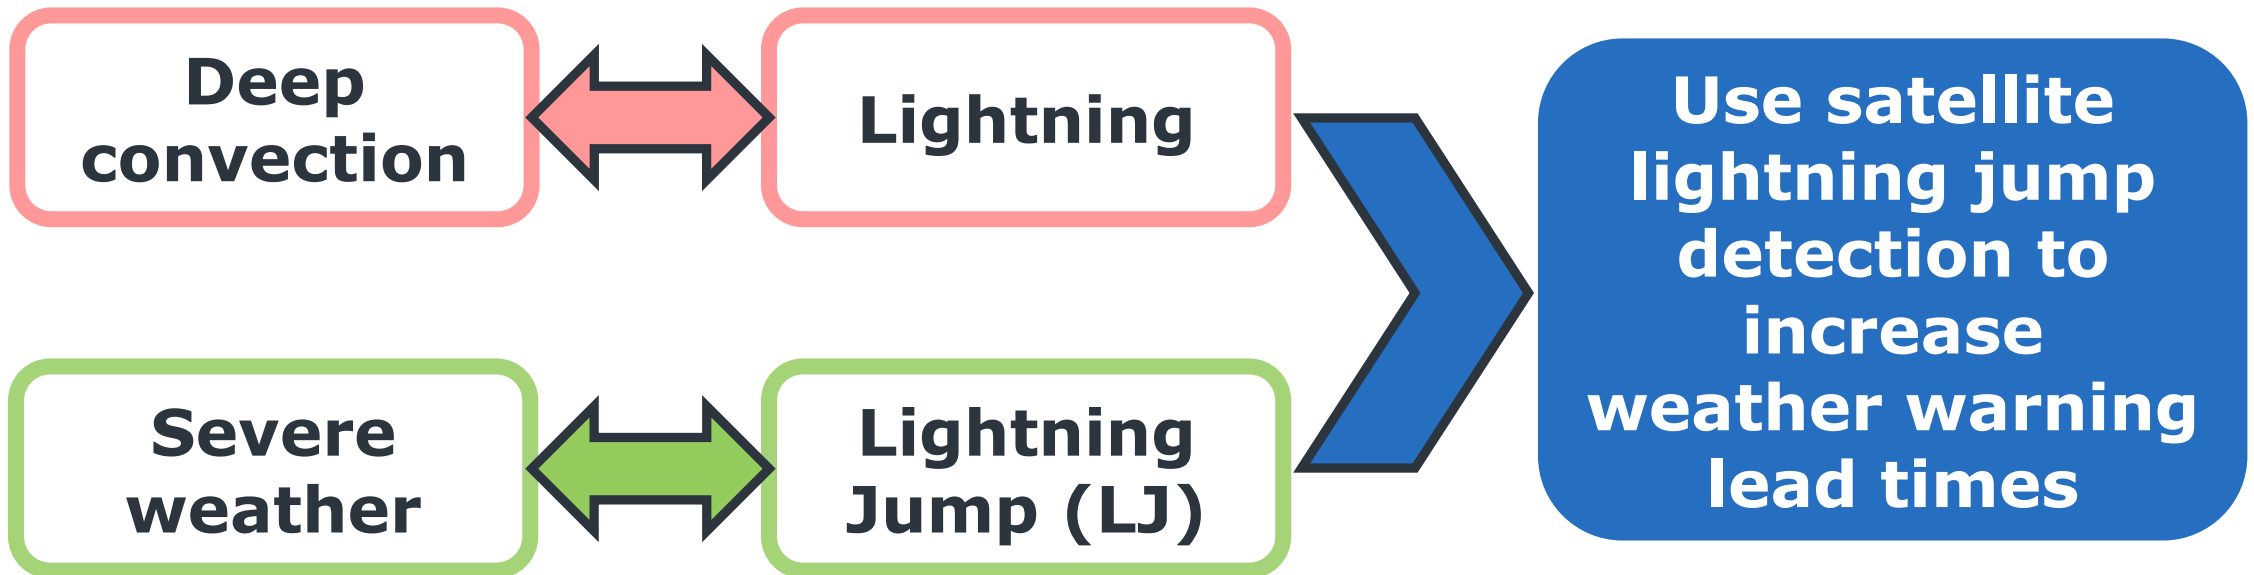 Deep
convection
Lightning
Severe
weather
Lightning
Jump (LJ)
Use satellite
lightning jump
detection to
increase
weather warning
lead times